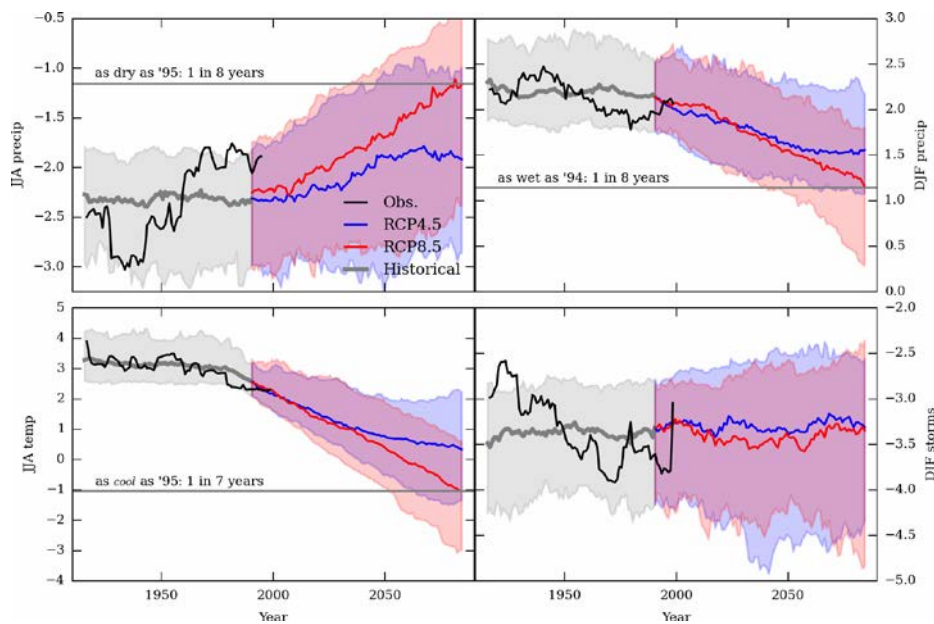 −0.5
−1.0
−1.5
−2.0
−2.5
−3.0
JJA precip
as dry as '95: 1 in 8 years
Obs.
RCP4.5
RCP8.5
Historical
3.0
2.5
2.0
1.5
1.0
0.5
0.0
DJF precip
as wet as '94: 1 in 8 years
5
4
3
2
1
0
−1
−2
−3
−4
JJA temp
as cool as '95: 1 in 7 years
1950
2000
2050
Year
−2.0
−2.5
−3.0
−3.5
−4.0
−4.5
−5.0
DJF storms
1950
2000
2050
Year